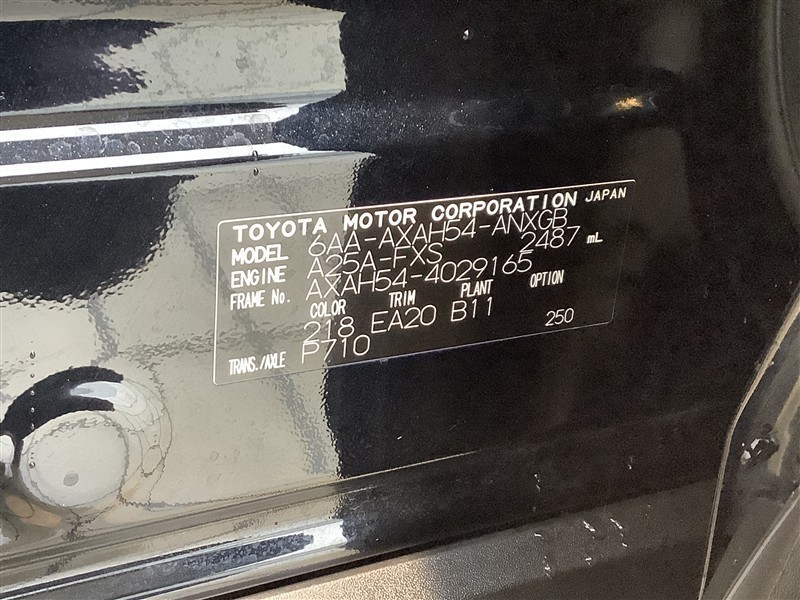 TOYOTA MOTOR CORPORATION JAPAN
MODEL 6AA-AXAH54-ANXGB
ENGINE A25A-FXS 2487 mL
FRAME No. AXAH54-4029165
COLOR TRIM PLANT OPTION
218 EA20 B11 250
TRANS./AXLE P710